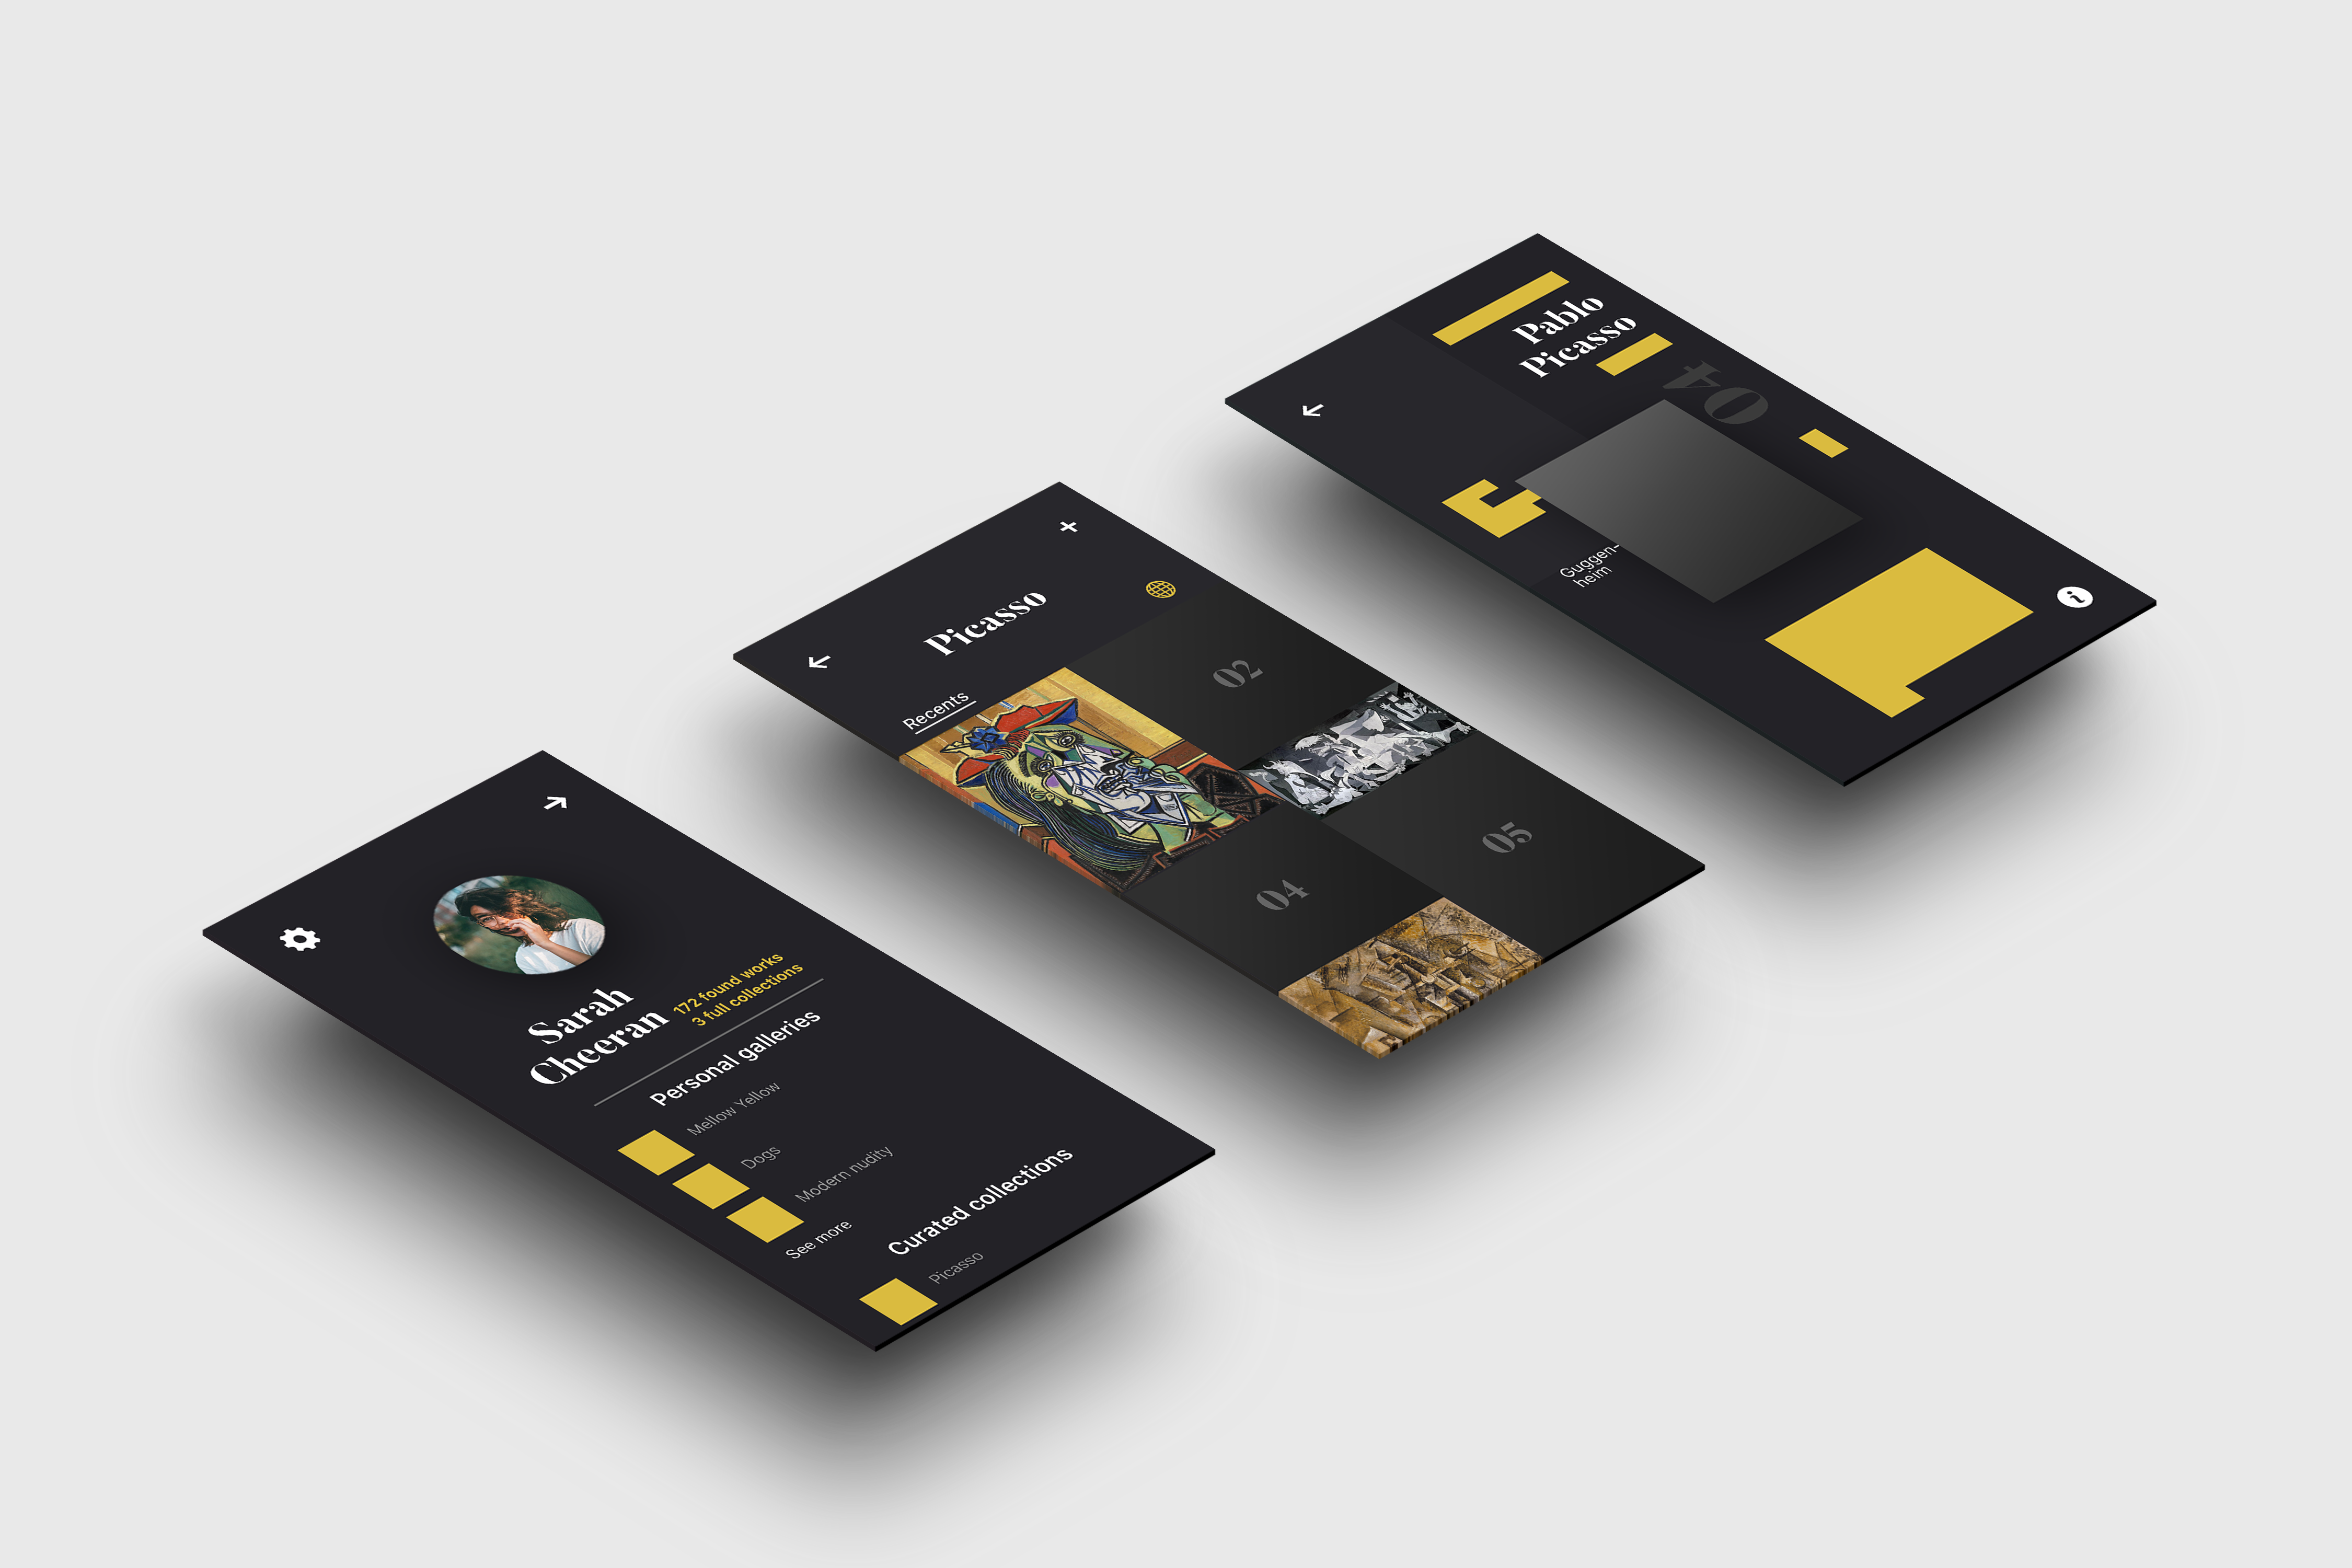 Sarah
Cheeran
172 found works
3 full collections
Personal galleries
Mellow Yellow
Dogs
Modern nudity
See more
Curated collections
Picasso
Picasso
Recents
02
04
05
Pablo
Picasso
04
Guggen-
heim